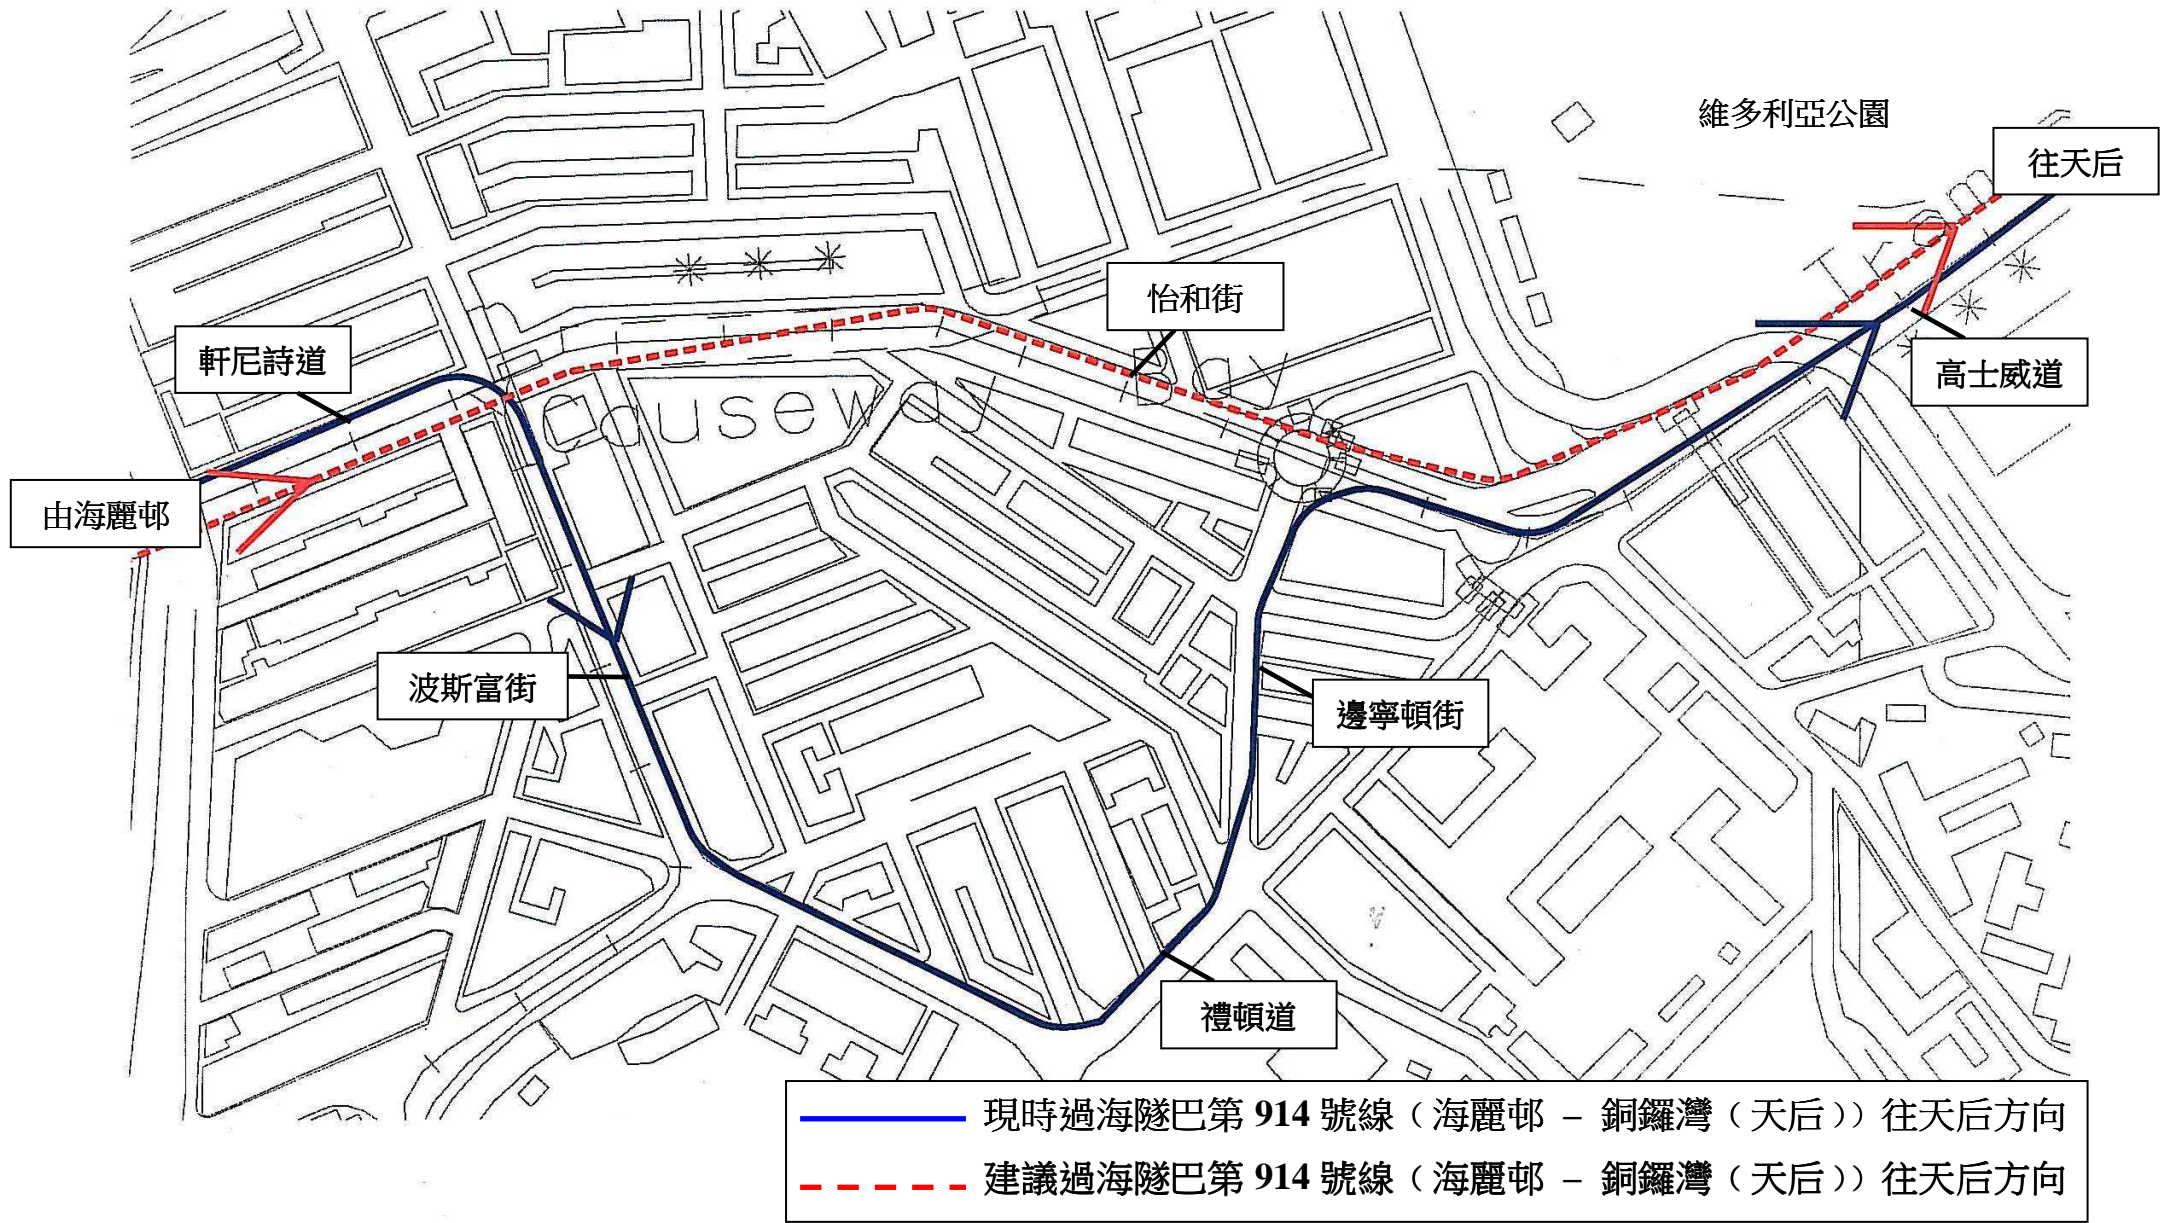 維多利亞公園
往天后
怡和街
軒尼詩道
高士威道
Causeway
由海麗邨
波斯富街
邊寧頓街
禮頓道
現時過海隧巴第 914 號線（海麗邨 – 銅鑼灣（天后））往天后方向
建議過海隧巴第 914 號線（海麗邨 – 銅鑼灣（天后））往天后方向